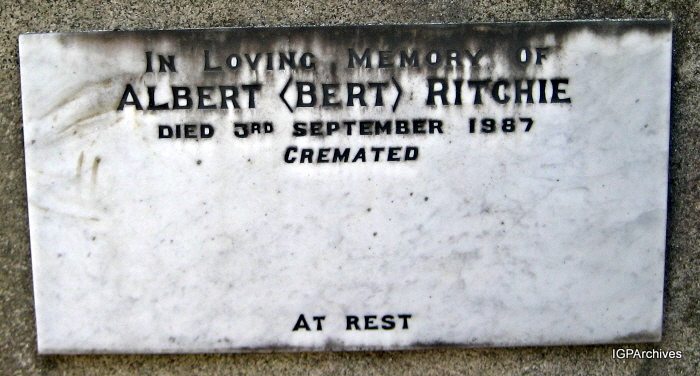 In Loving Memory Of
Albert (Bert) Ritchie
Died 3rd September 1987
Cremated
At Rest
IGPArchives